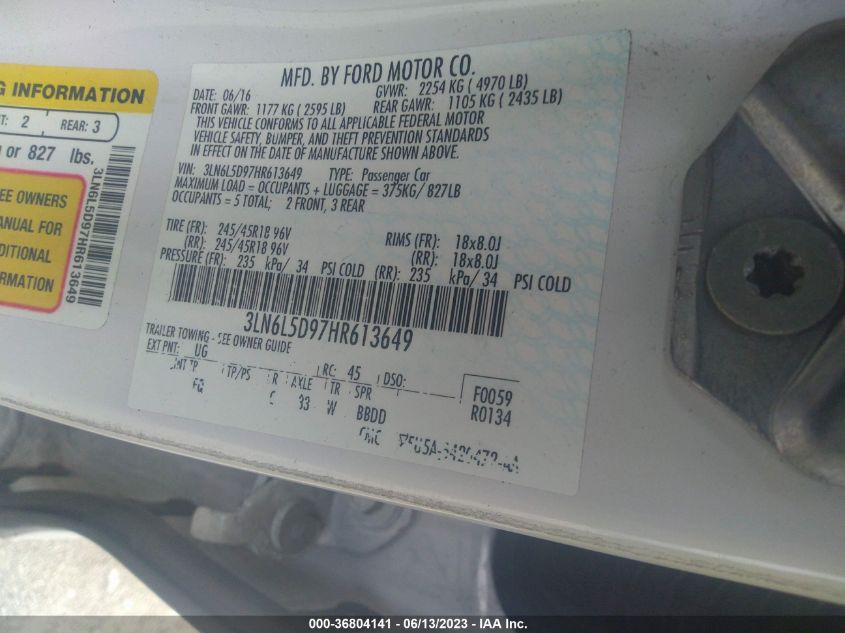 G INFORMATION
NT: 2 REAR: 3
or 827 lbs.
EE OWNERS
ANUAL FOR
DDITIONAL
ORMATION
3LN6L5D97HR613649
MFD. BY FORD MOTOR CO.
DATE: 06/16 GVWR: 2254 KG ( 4970 LB)
FRONT GAWR: 1177 KG ( 2595 LB) REAR GAWR: 1105 KG ( 2435 LB)
THIS VEHICLE CONFORMS TO ALL APPLICABLE FEDERAL MOTOR
VEHICLE SAFETY, BUMPER, AND THEFT PREVENTION STANDARDS
IN EFFECT ON THE DATE OF MANUFACTURE SHOWN ABOVE.
VIN: 3LN6L5D97HR613649 TYPE: Passenger Car
MAXIMUM LOAD = OCCUPANTS + LUGGAGE = 375KG/ 827LB
OCCUPANTS = 5 TOTAL; 2 FRONT, 3 REAR
TIRE (FR): 245/45R18 96V RIMS (FR): 18x8.0J
(RR): 245/45R18 96V (RR): 18x8.0J
PRESSURE (FR): 235 kPa/ 34 PSI COLD (RR): 235 kPa/ 34 PSI COLD
3LN6L5D97HR613649
TRAILER TOWING - SEE OWNER GUIDE
EXT PNT: UG RC: 45 DSO:
TP/PS R AXLE TR SPR F0059
33 W BBDD R0134
000-36804141 - 06/13/2023 - IAA Inc.